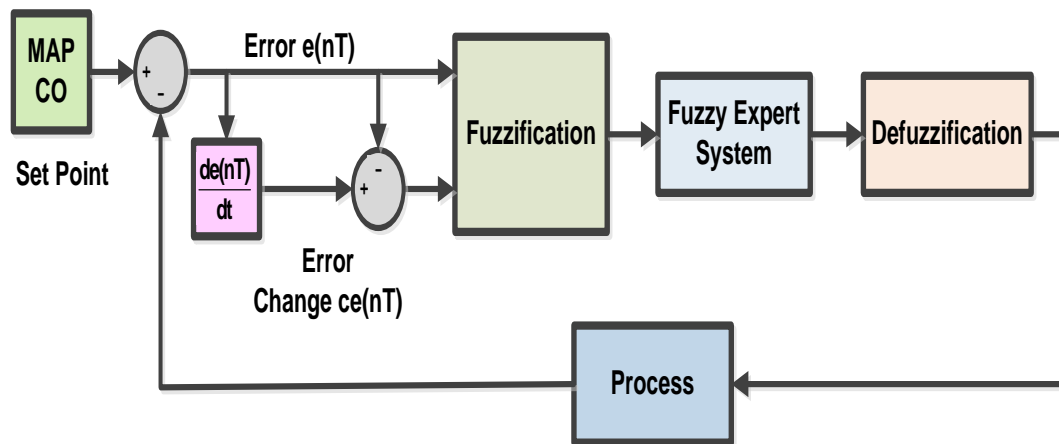 MAP
CO
Set Point
+
−
Error e(nT)
de(nT)
dt
−
+
Error
Change ce(nT)
Fuzzification
Fuzzy Expert
System
Defuzzification
Process